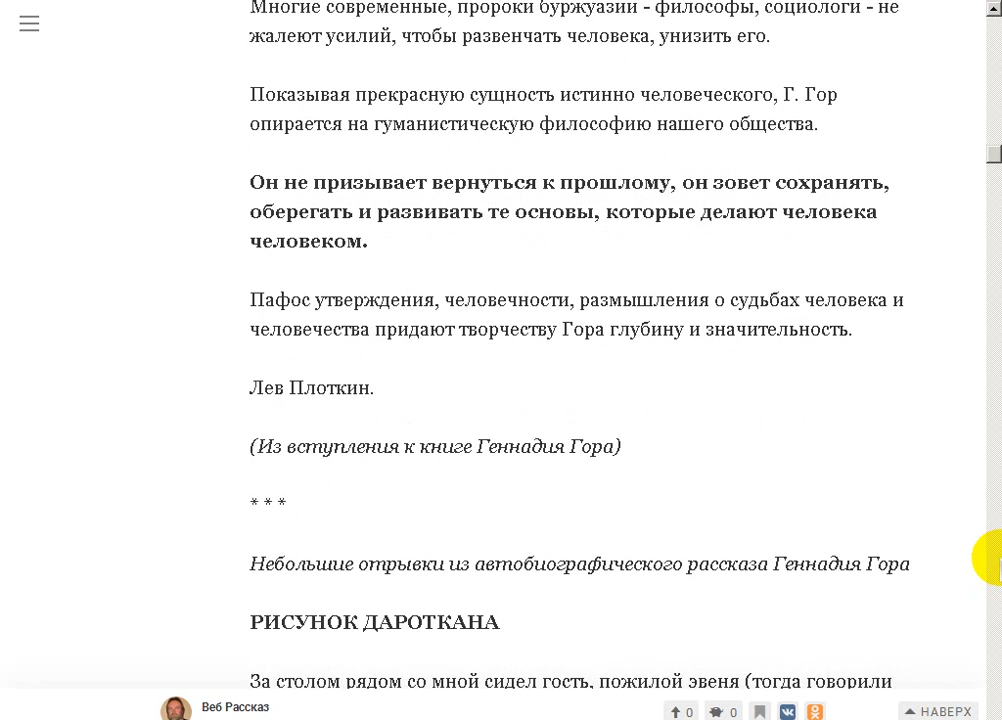 Многие современные, пророки буржуазии - философы, социологи - не
жалеют усилий, чтобы развенчать человека, унизить его.
Показывая прекрасную сущность истинно человеческого, Г. Гор
опирается на гуманистическую философию нашего общества.
Он не призывает вернуться к прошлому, он зовет сохранять,
оберегать и развивать те основы, которые делают человека
человеком.
Пафос утверждения, человечности, размышления о судьбах человека и
человечества придают творчеству Гора глубину и значительность.
Лев Плоткин.
(Из вступления к книге Геннадия Гора)
* * *
Небольшие отрывки из автобиографического рассказа Геннадия Гора
РИСУНОК ДАРОТКАНА
За столом рядом со мной сидел гость, пожилой эвеня (тогда говорили
Веб Рассказ
0
0
НАВЕРХ